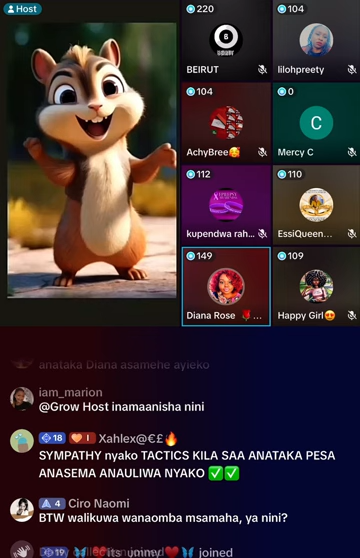 Host
220
BEIRUT
104
lilohpreety
104
AchyBree🥰
0
C
Mercy C
112
kupendwa rah...
110
EssiQueen...
149
Diana Rose 🌹...
109
Happy Girl😍
anataka Diana asamehe ayieko
iam_marion
@Grow Host inamaanisha nini
18 1 Xahlex@€£🔥
SYMPATHY nyako TACTICS KILA SAA ANATAKA PESA
ANASEMA ANAULIWA NYAKO ✅✅
4 Ciro Naomi
BTW walikuwa wanaomba msamaha, ya nini?
19
joined